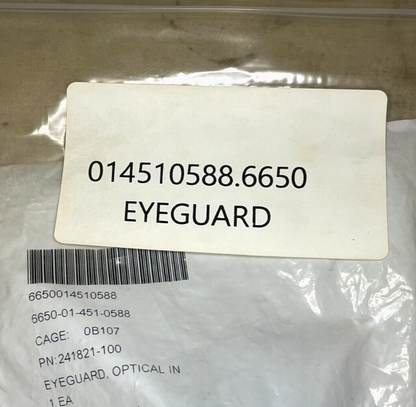 014510588.6650
EYEGUARD
6650014510588
6650-01-451-0588
CAGE: 0B107
PN:241821-100
EYEGUARD, OPTICAL IN
1 EA